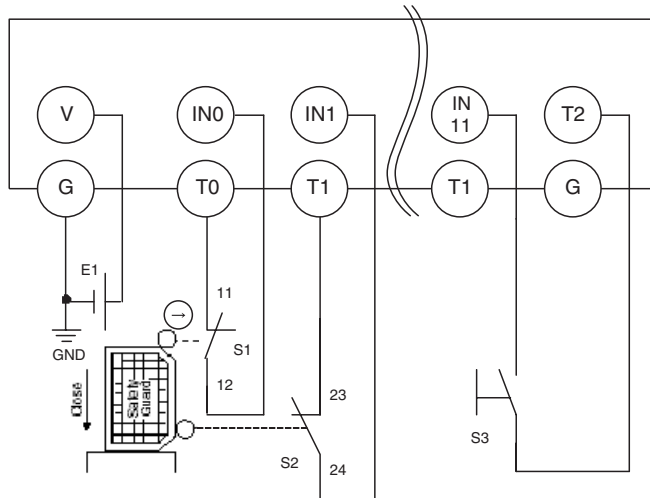 V
IN0
IN1
IN
11
T2
G
T0
T1
T1
G
E1
11
→
S1
GND
12
Close
Safety
Guard
23
S3
S2
24